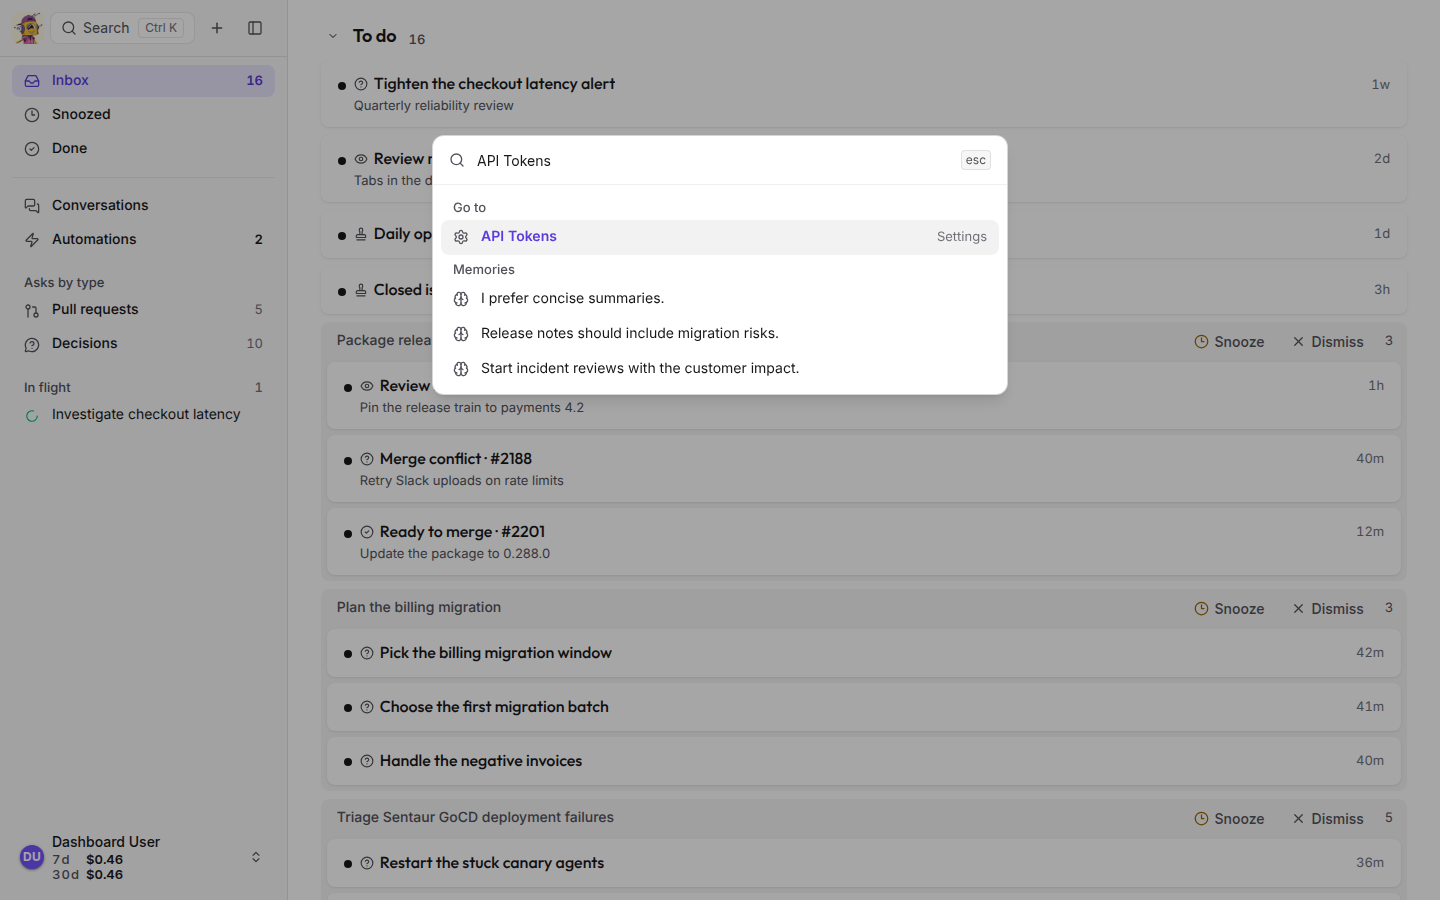 Search Ctrl K
Inbox 16
Snoozed
Done
Conversations
Automations 2
Asks by type
Pull requests 5
Decisions 10
In flight 1
Investigate checkout latency
Dashboard User
DU
7d $0.46
30d $0.46
To do 16
Tighten the checkout latency alert 1w
Quarterly reliability review
Review 2d
Tabs in the
Daily 1d
Closed 3h
API Tokens esc
Go to
API Tokens Settings
Memories
I prefer concise summaries.
Release notes should include migration risks.
Start incident reviews with the customer impact.
Package Snooze Dismiss 3
Review 1h
Pin the release train to payments 4.2
Merge conflict · #2188 40m
Retry Slack uploads on rate limits
Ready to merge · #2201 12m
Update the package to 0.288.0
Plan the billing migration Snooze Dismiss 3
Pick the billing migration window 42m
Choose the first migration batch 41m
Handle the negative invoices 40m
Triage Sentaur GoCD deployment failures Snooze Dismiss 5
Restart the stuck canary agents 36m